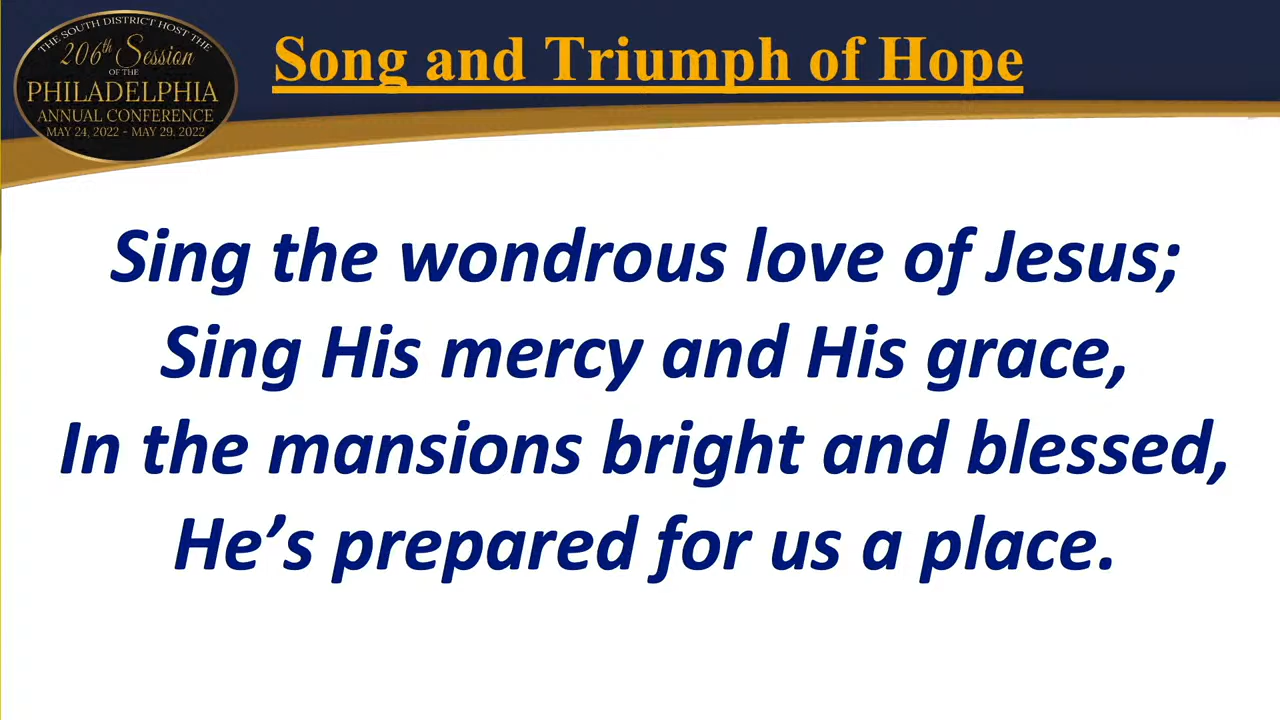 THE SOUTH DISTRICT HOST THE
206th Session
OF THE
PHILADELPHIA
ANNUAL CONFERENCE
MAY 24, 2022 - MAY 29. 2022
Song and Triumph of Hope
Sing the wondrous love of Jesus;
Sing His mercy and His grace,
In the mansions bright and blessed,
He’s prepared for us a place.